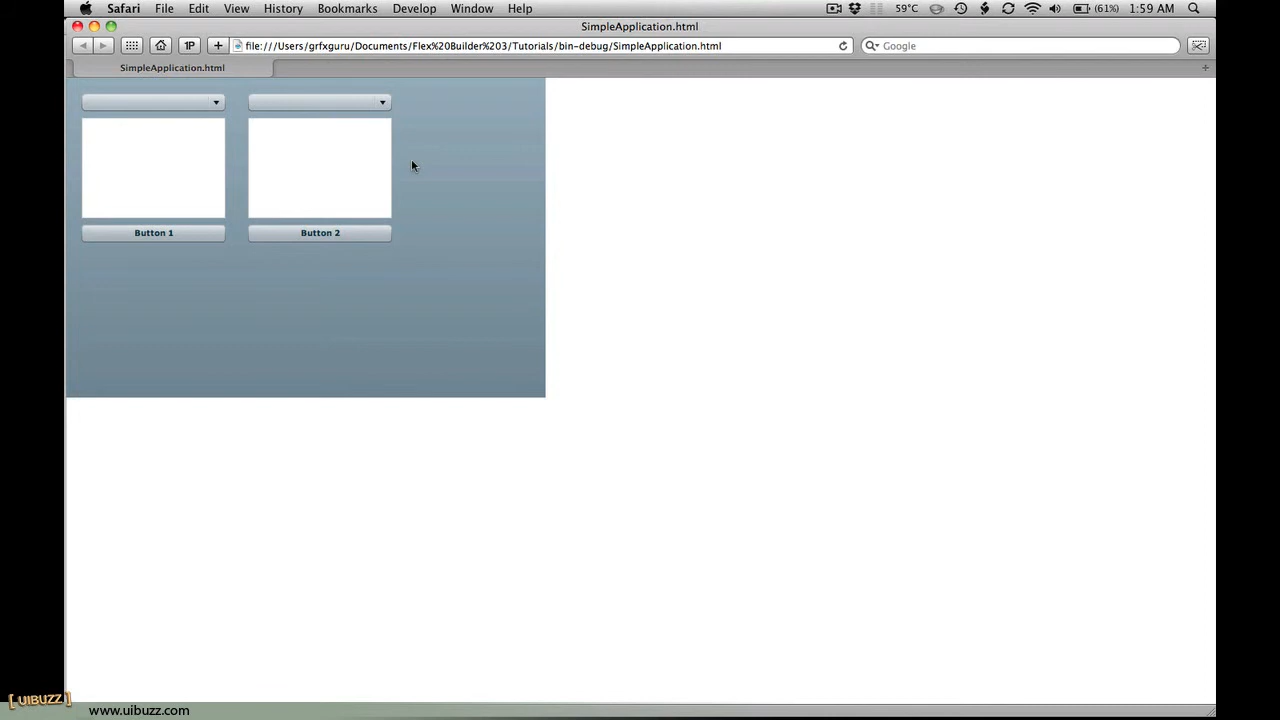 Safari File Edit View History Bookmarks Develop Window Help 59°C (61%) 1:59 AM
SimpleApplication.html
1P + file:///Users/grfxguru/Documents/Flex%20Builder%203/Tutorials/bin-debug/SimpleApplication.html Google
SimpleApplication.html +
Button 1 Button 2
[ UIBUZZ ]
www.uibuzz.com